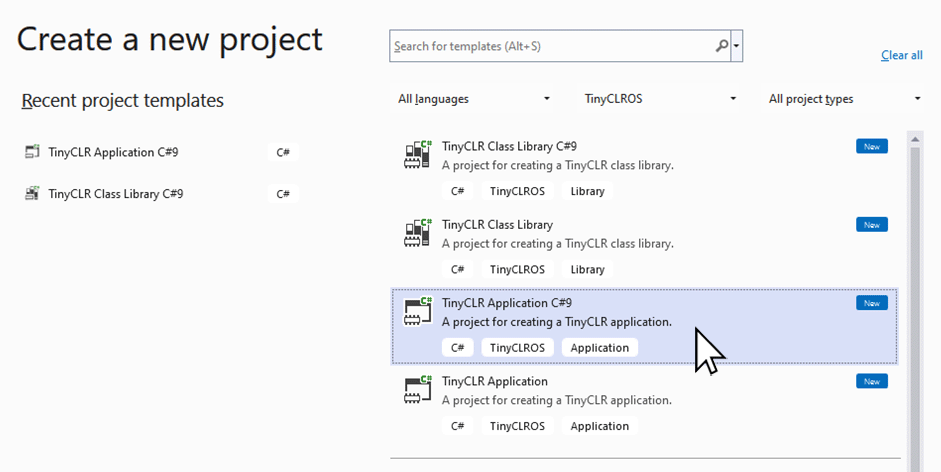 Create a new project
Search for templates (Alt+S)
Clear all
Recent project templates
All languages
TinyCLROS
All project types
TinyCLR Application C#9
C#
TinyCLR Class Library C#9
C#
C#
TinyCLR Class Library C#9
New
A project for creating a TinyCLR class library.
C#
TinyCLROS
Library
C#
TinyCLR Class Library
New
A project for creating a TinyCLR class library.
C#
TinyCLROS
Library
C#
TinyCLR Application C#9
New
A project for creating a TinyCLR application.
C#
TinyCLROS
Application
C#
TinyCLR Application
New
A project for creating a TinyCLR application.
C#
TinyCLROS
Application